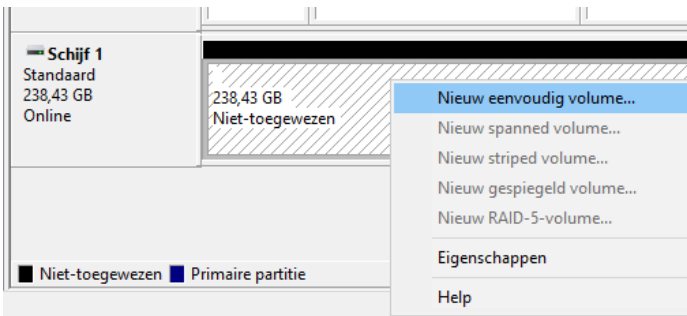 Schijf 1
Standaard
238,43 GB
Online
238,43 GB
Niet-toegewezen
Nieuw eenvoudig volume...
Nieuw spanned volume...
Nieuw striped volume...
Nieuw gespiegeld volume...
Nieuw RAID-5-volume...
Eigenschappen
Help
Niet-toegewezen Primaire partitie